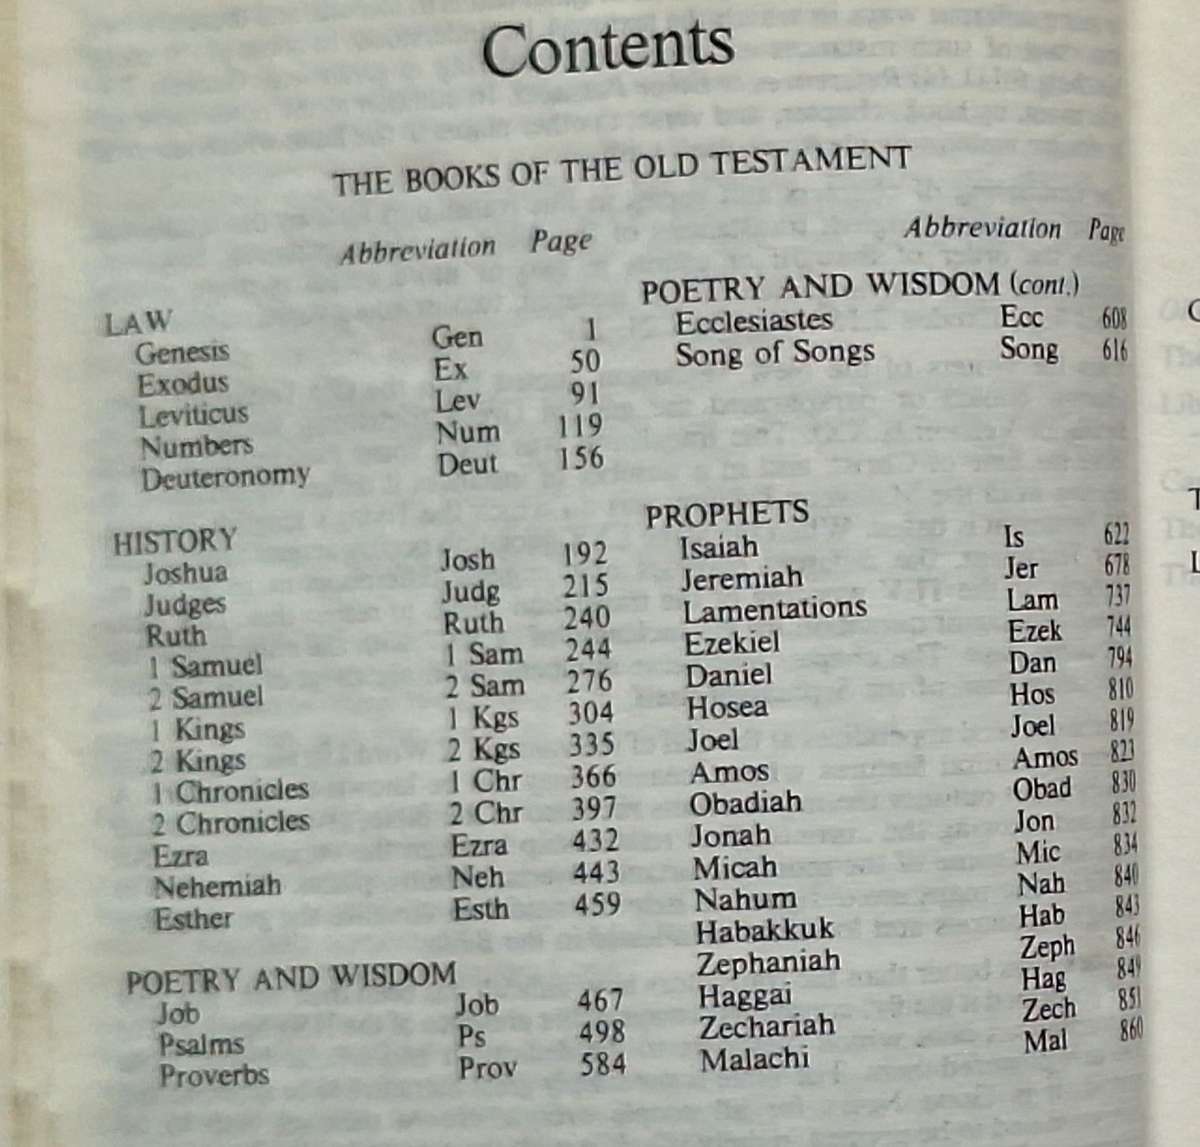 Contents
THE BOOKS OF THE OLD TESTAMENT
Abbreviation Page
LAW
Genesis Gen 1
Exodus Ex 50
Leviticus Lev 91
Numbers Num 119
Deuteronomy Deut 156
HISTORY
Joshua Josh 192
Judges Judg 215
Ruth Ruth 240
1 Samuel 1 Sam 244
2 Samuel 2 Sam 276
1 Kings 1 Kgs 304
2 Kings 2 Kgs 335
1 Chronicles 1 Chr 366
2 Chronicles 2 Chr 397
Ezra Ezra 432
Nehemiah Neh 443
Esther Esth 459
POETRY AND WISDOM
Job Job 467
Psalms Ps 498
Proverbs Prov 584
Abbreviation Page
POETRY AND WISDOM (cont.)
Ecclesiastes Ecc 608
Song of Songs Song 616
PROPHETS
Isaiah Is 622
Jeremiah Jer 678
Lamentations Lam 737
Ezekiel Ezek 744
Daniel Dan 794
Hosea Hos 810
Joel Joel 819
Amos Amos 823
Obadiah Obad 830
Jonah Jon 832
Micah Mic 834
Nahum Nah 840
Habakkuk Hab 843
Zephaniah Zeph 846
Haggai Hag 849
Zechariah Zech 851
Malachi Mal 860